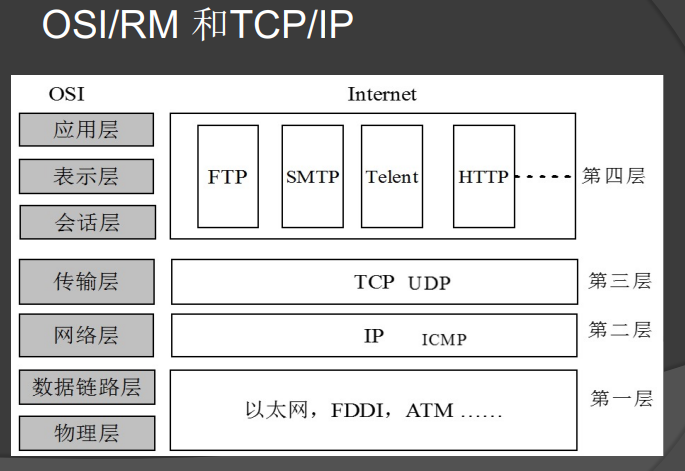 OSI/RM 和TCP/IP
OSI
Internet
应用层
表示层
会话层
FTP
SMTP
Telent
HTTP
第四层
传输层
TCP UDP
第三层
网络层
IP ICMP
第二层
数据链路层
物理层
以太网，FDDI，ATM ……
第一层